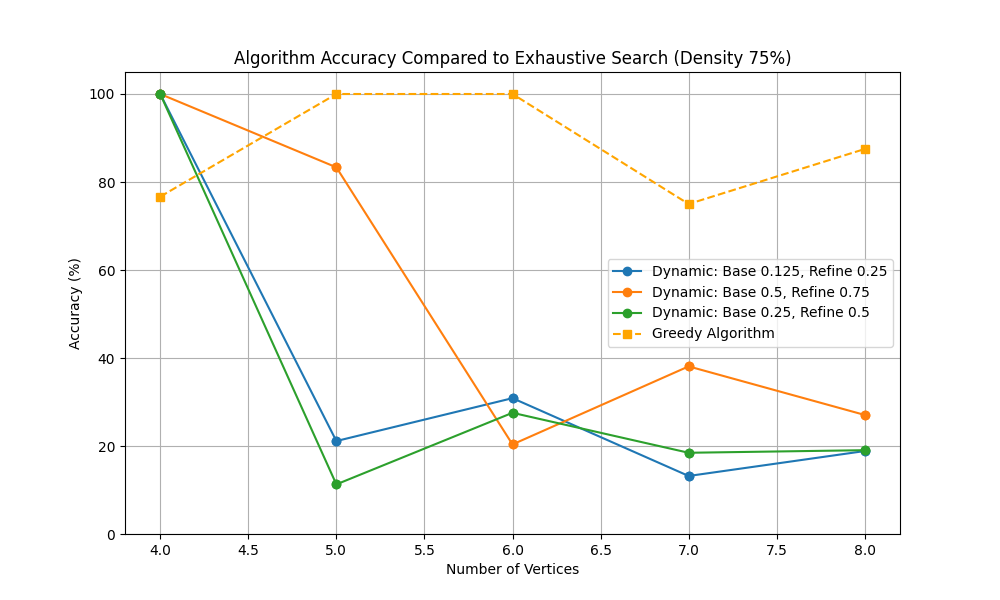 Algorithm Accuracy Compared to Exhaustive Search (Density 75%)
Accuracy (%)
100
80
60
40
20
0
Dynamic: Base 0.125, Refine 0.25
Dynamic: Base 0.5, Refine 0.75
Dynamic: Base 0.25, Refine 0.5
Greedy Algorithm
4.0 4.5 5.0 5.5 6.0 6.5 7.0 7.5 8.0
Number of Vertices